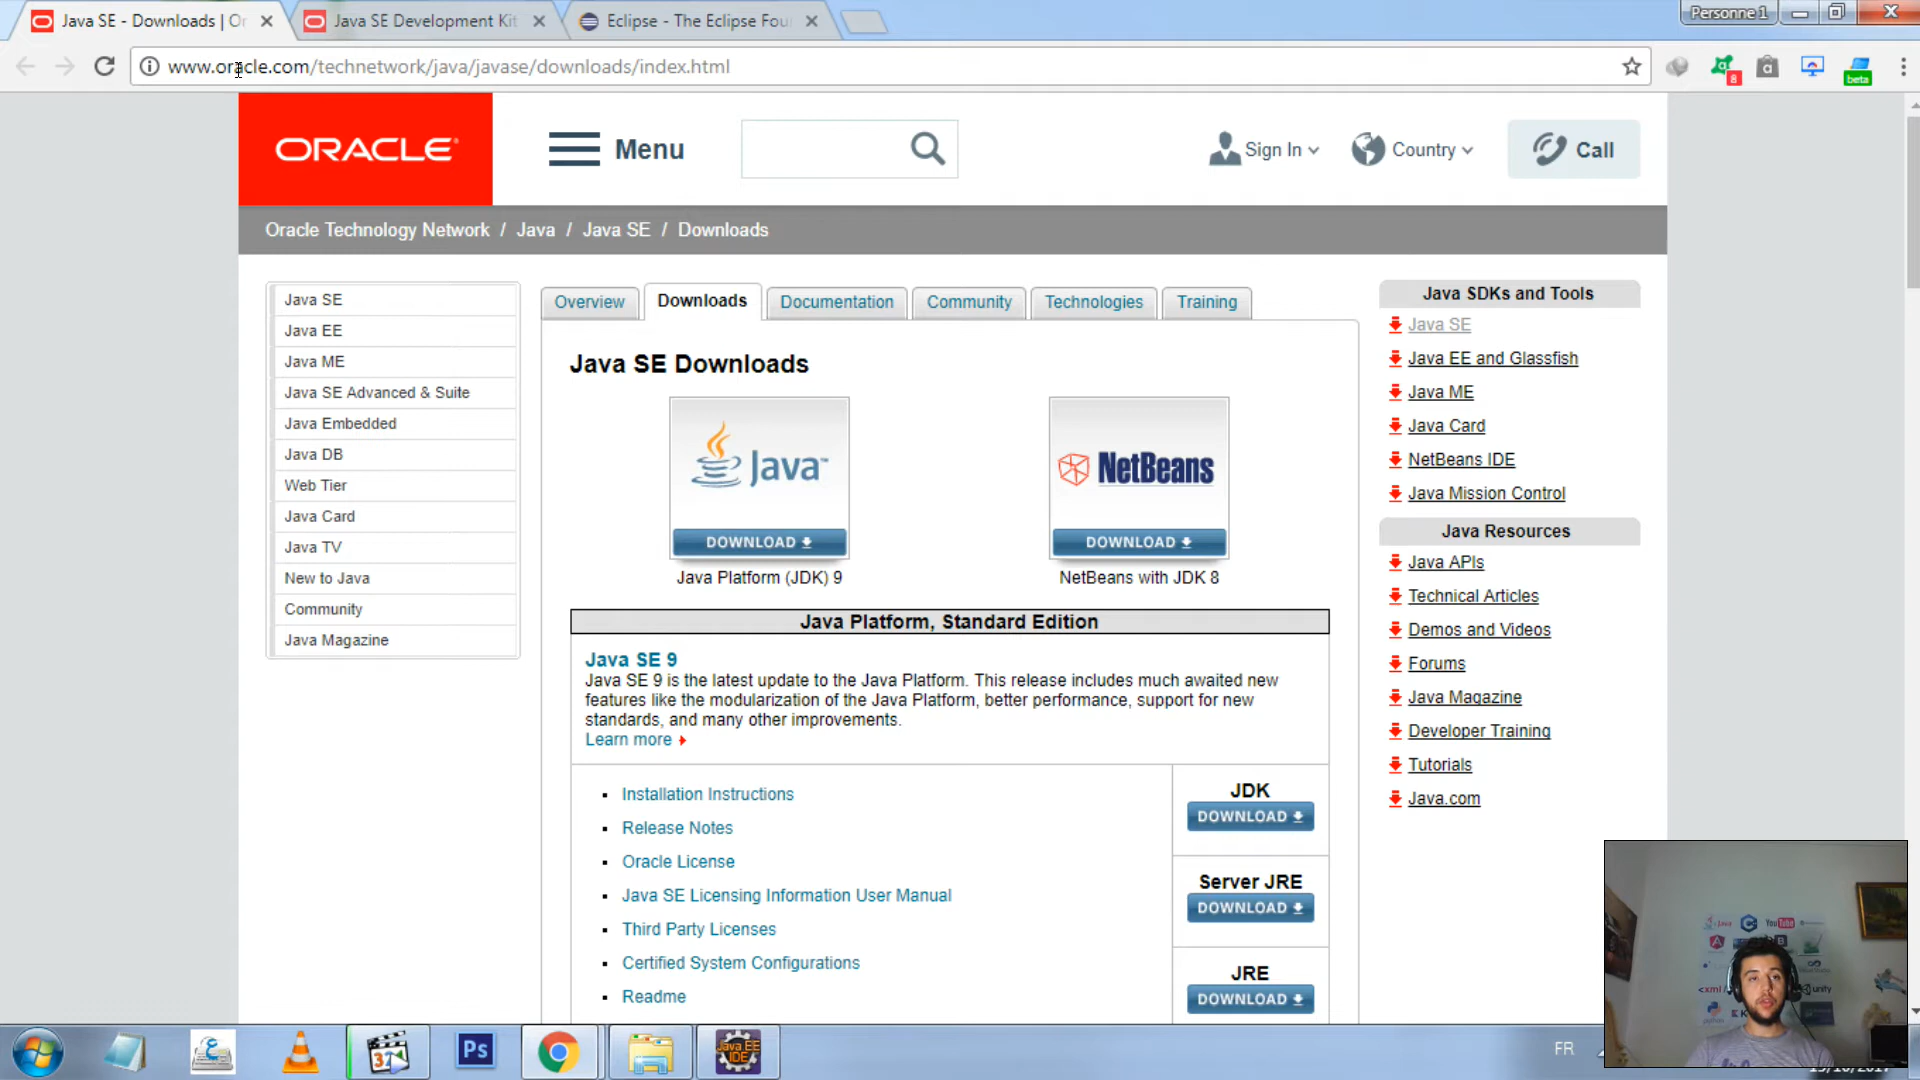 Java SE - Downloads | Or
Java SE Development Kit
Eclipse - The Eclipse Fou
Personne 1
www.oracle.com/technetwork/java/javase/downloads/index.html
8
beta
ORACLE
Menu
Sign In
Country
Call
Oracle Technology Network / Java / Java SE / Downloads
Java SE
Java EE
Java ME
Java SE Advanced & Suite
Java Embedded
Java DB
Web Tier
Java Card
Java TV
New to Java
Community
Java Magazine
Overview
Downloads
Documentation
Community
Technologies
Training
Java SE Downloads
Java™
DOWNLOAD
Java Platform (JDK) 9
NetBeans
DOWNLOAD
NetBeans with JDK 8
Java Platform, Standard Edition
Java SE 9
Java SE 9 is the latest update to the Java Platform. This release includes much awaited new
features like the modularization of the Java Platform, better performance, support for new
standards, and many other improvements.
Learn more
Installation Instructions
Release Notes
Oracle License
Java SE Licensing Information User Manual
Third Party Licenses
Certified System Configurations
Readme
JDK
DOWNLOAD
Server JRE
DOWNLOAD
JRE
DOWNLOAD
Java SDKs and Tools
Java SE
Java EE and Glassfish
Java ME
Java Card
NetBeans IDE
Java Mission Control
Java Resources
Java APIs
Technical Articles
Demos and Videos
Forums
Java Magazine
Developer Training
Tutorials
Java.com
YouTube
unity
Ps
Java EE
IDE
FR